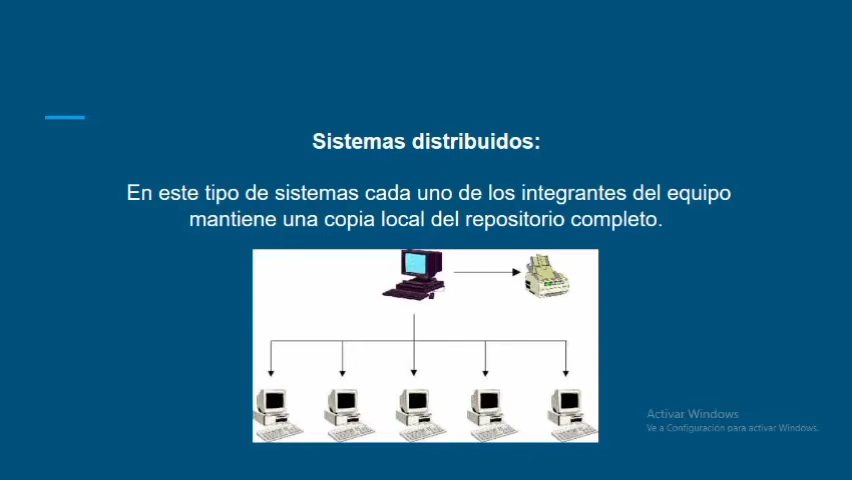 Sistemas distribuidos:
En este tipo de sistemas cada uno de los integrantes del equipo
mantiene una copia local del repositorio completo.
Activar Windows
Ve a Configuración para activar Windows.